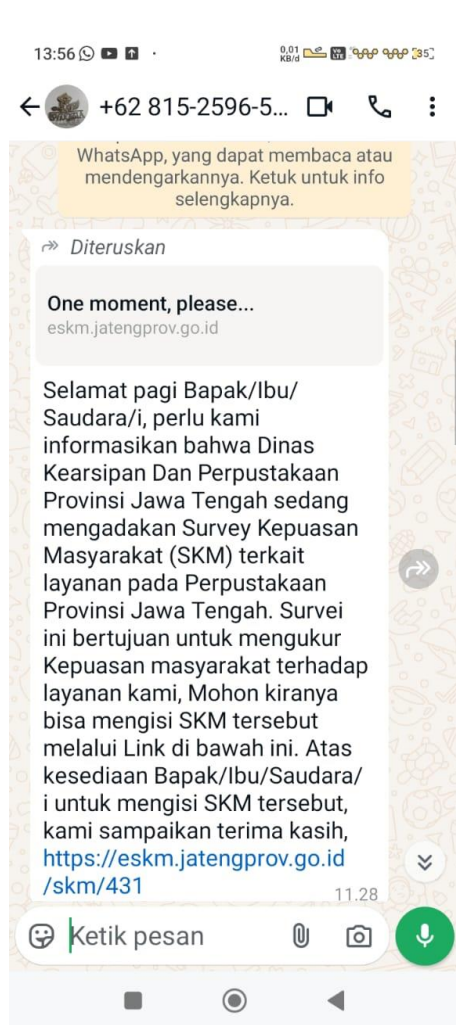 13:56
0,01 KB/d
Vo LTE
35
+62 815-2596-5...
WhatsApp, yang dapat membaca atau
mendengarkannya. Ketuk untuk info
selengkapnya.
Diteruskan
One moment, please...
eskm.jatengprov.go.id
Selamat pagi Bapak/Ibu/
Saudara/i, perlu kami
informasikan bahwa Dinas
Kearsipan Dan Perpustakaan
Provinsi Jawa Tengah sedang
mengadakan Survey Kepuasan
Masyarakat (SKM) terkait
layanan pada Perpustakaan
Provinsi Jawa Tengah. Survei
ini bertujuan untuk mengukur
Kepuasan masyarakat terhadap
layanan kami, Mohon kiranya
bisa mengisi SKM tersebut
melalui Link di bawah ini. Atas
kesediaan Bapak/Ibu/Saudara/
i untuk mengisi SKM tersebut,
kami sampaikan terima kasih,
https://eskm.jatengprov.go.id
/skm/431
11.28
Ketik pesan